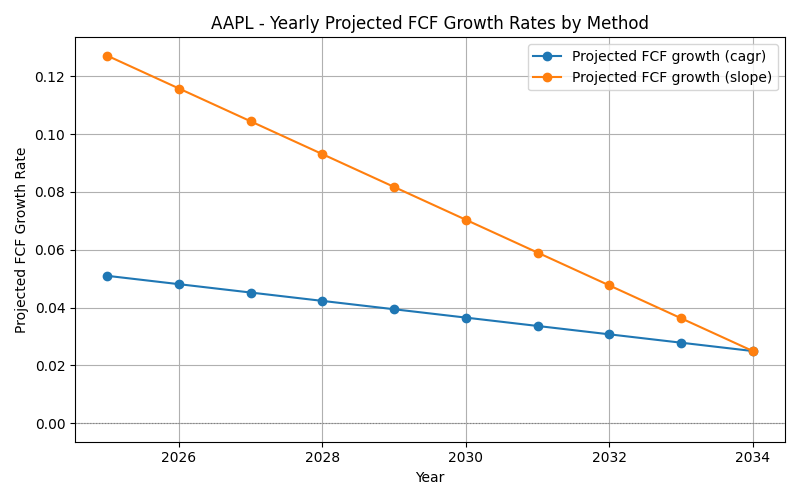 AAPL - Yearly Projected FCF Growth Rates by Method
Projected FCF growth (cagr)
Projected FCF growth (slope)
0.12
0.10
0.08
0.06
0.04
0.02
0.00
Projected FCF Growth Rate
2026
2028
2030
2032
2034
Year